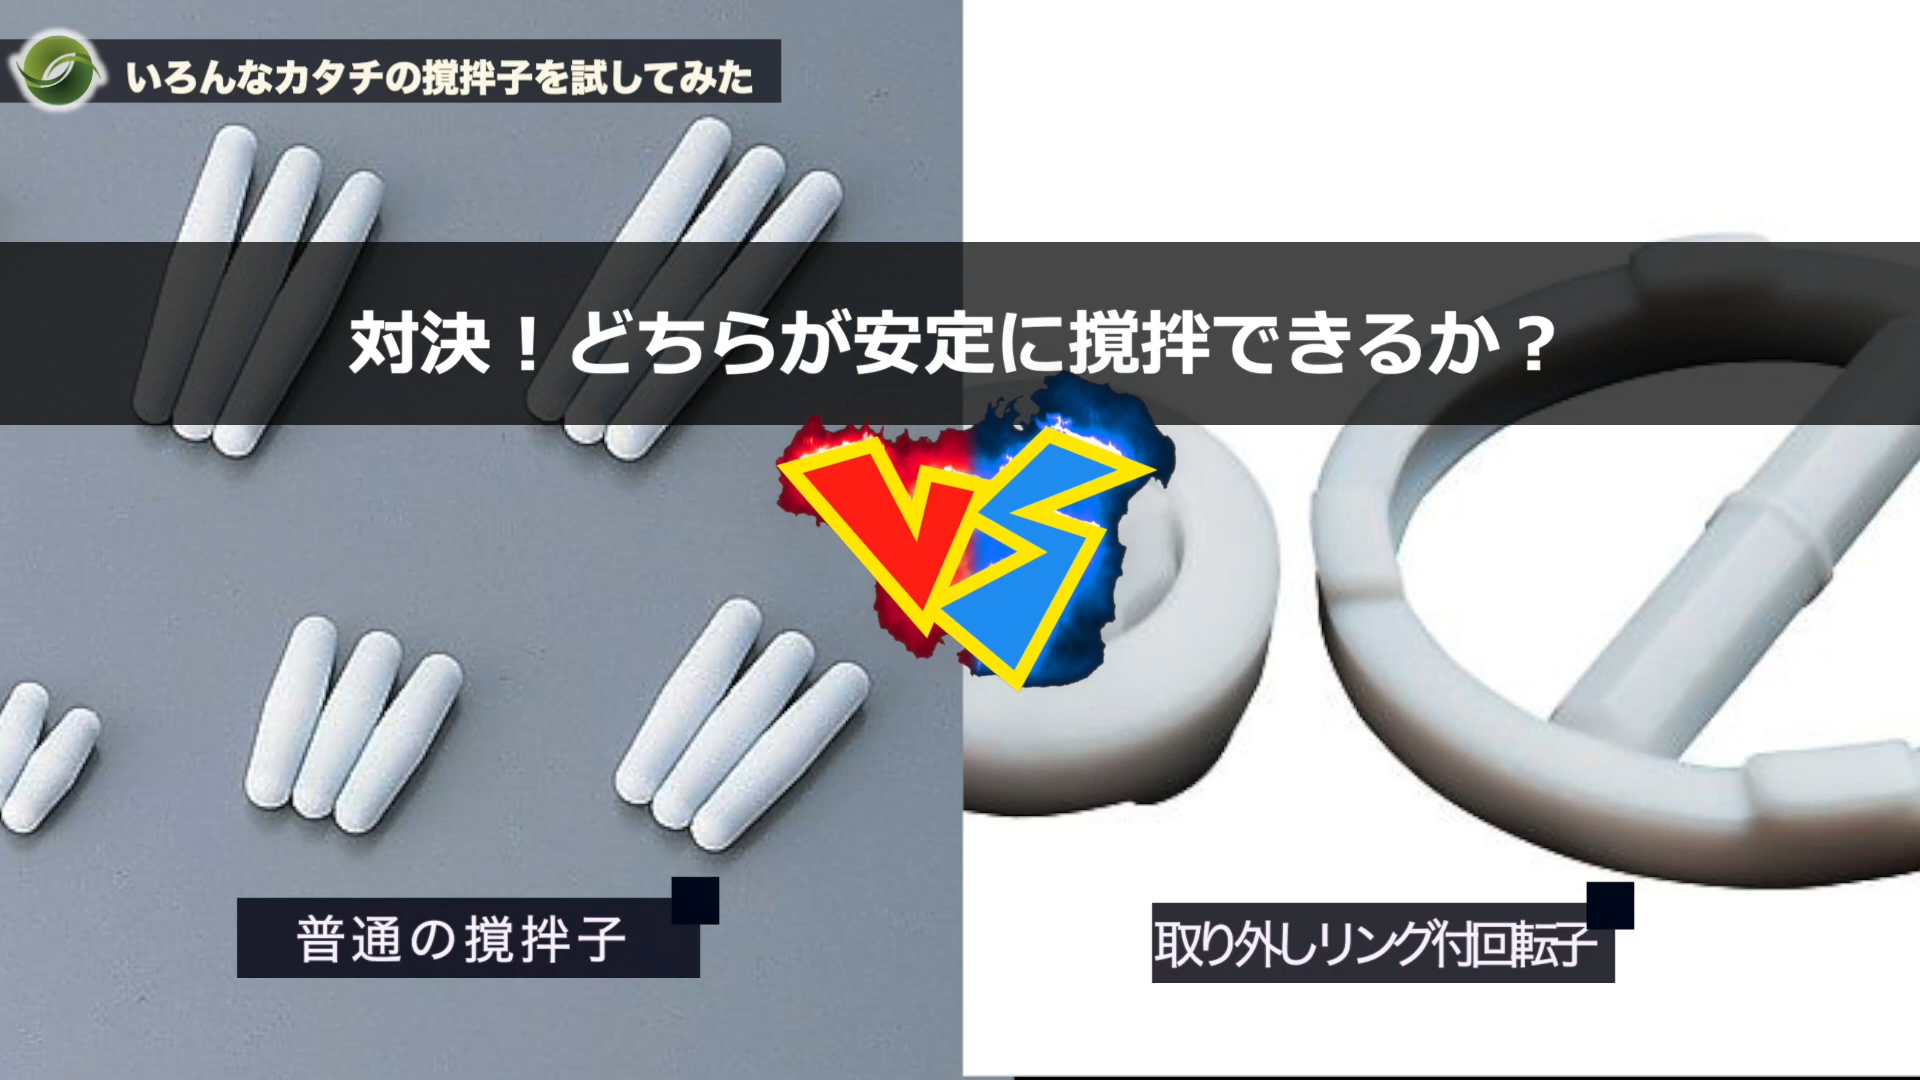 いろんなカタチの撹拌子を試してみた
対決！どちらが安定に撹拌できるか？
VS
普通の撹拌子
取り外しリング付回転子